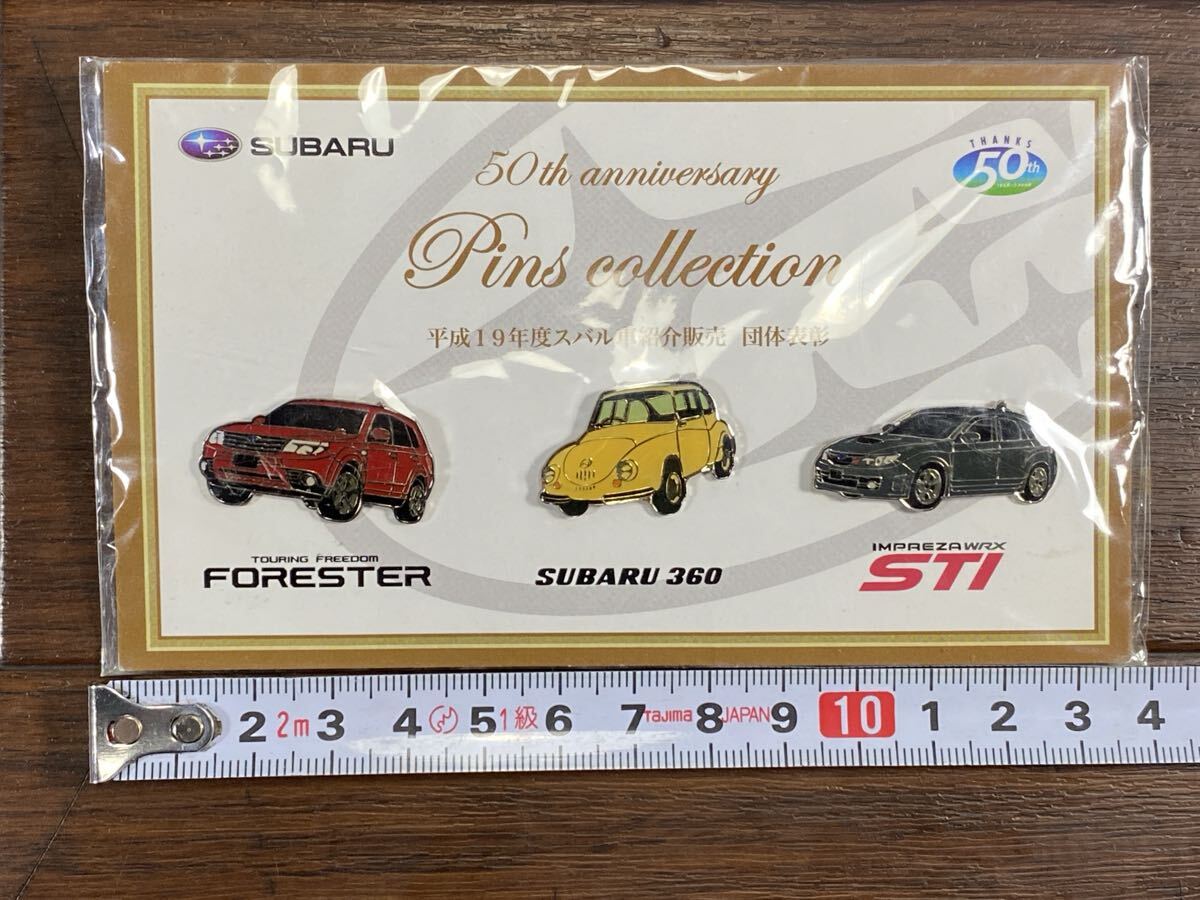 SUBARU
THANKS
50th
50th anniversary
Pins collection
平成19年度スバル車紹介販売 団体表彰
TOURING FREEDOM
FORESTER
SUBARU 360
IMPREZA WRX
STI
2 2m 3 4 5 1級 6 7 Tajima 8 JAPAN 9 10 1 2 3 4